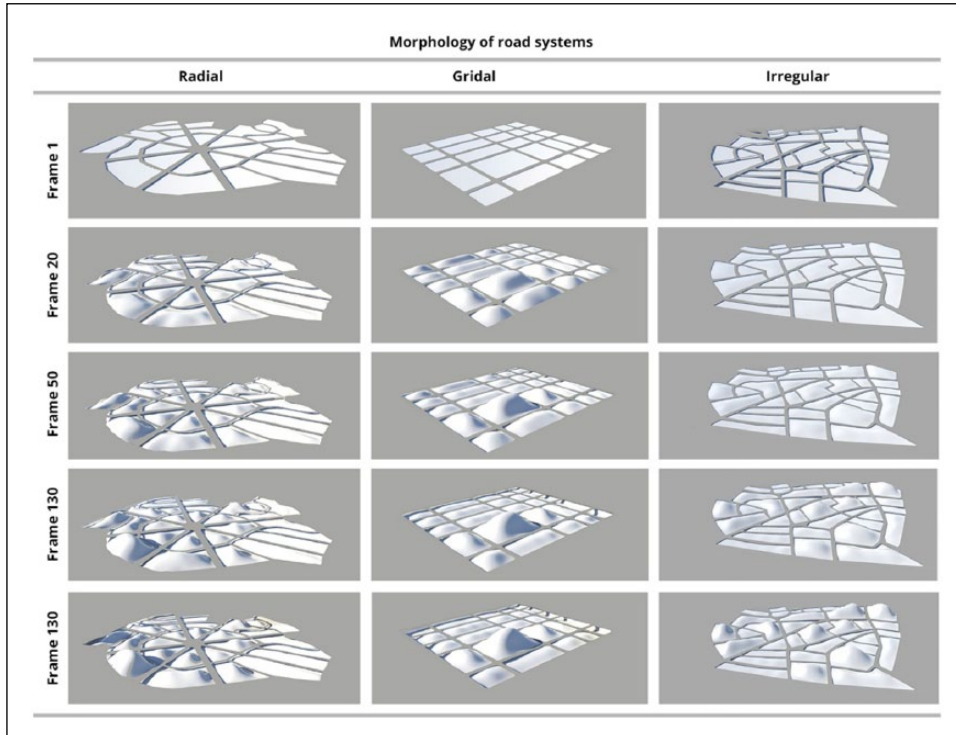 Morphology of road systems
Radial Gridal Irregular
Frame 1
Frame 20
Frame 50
Frame 130
Frame 130